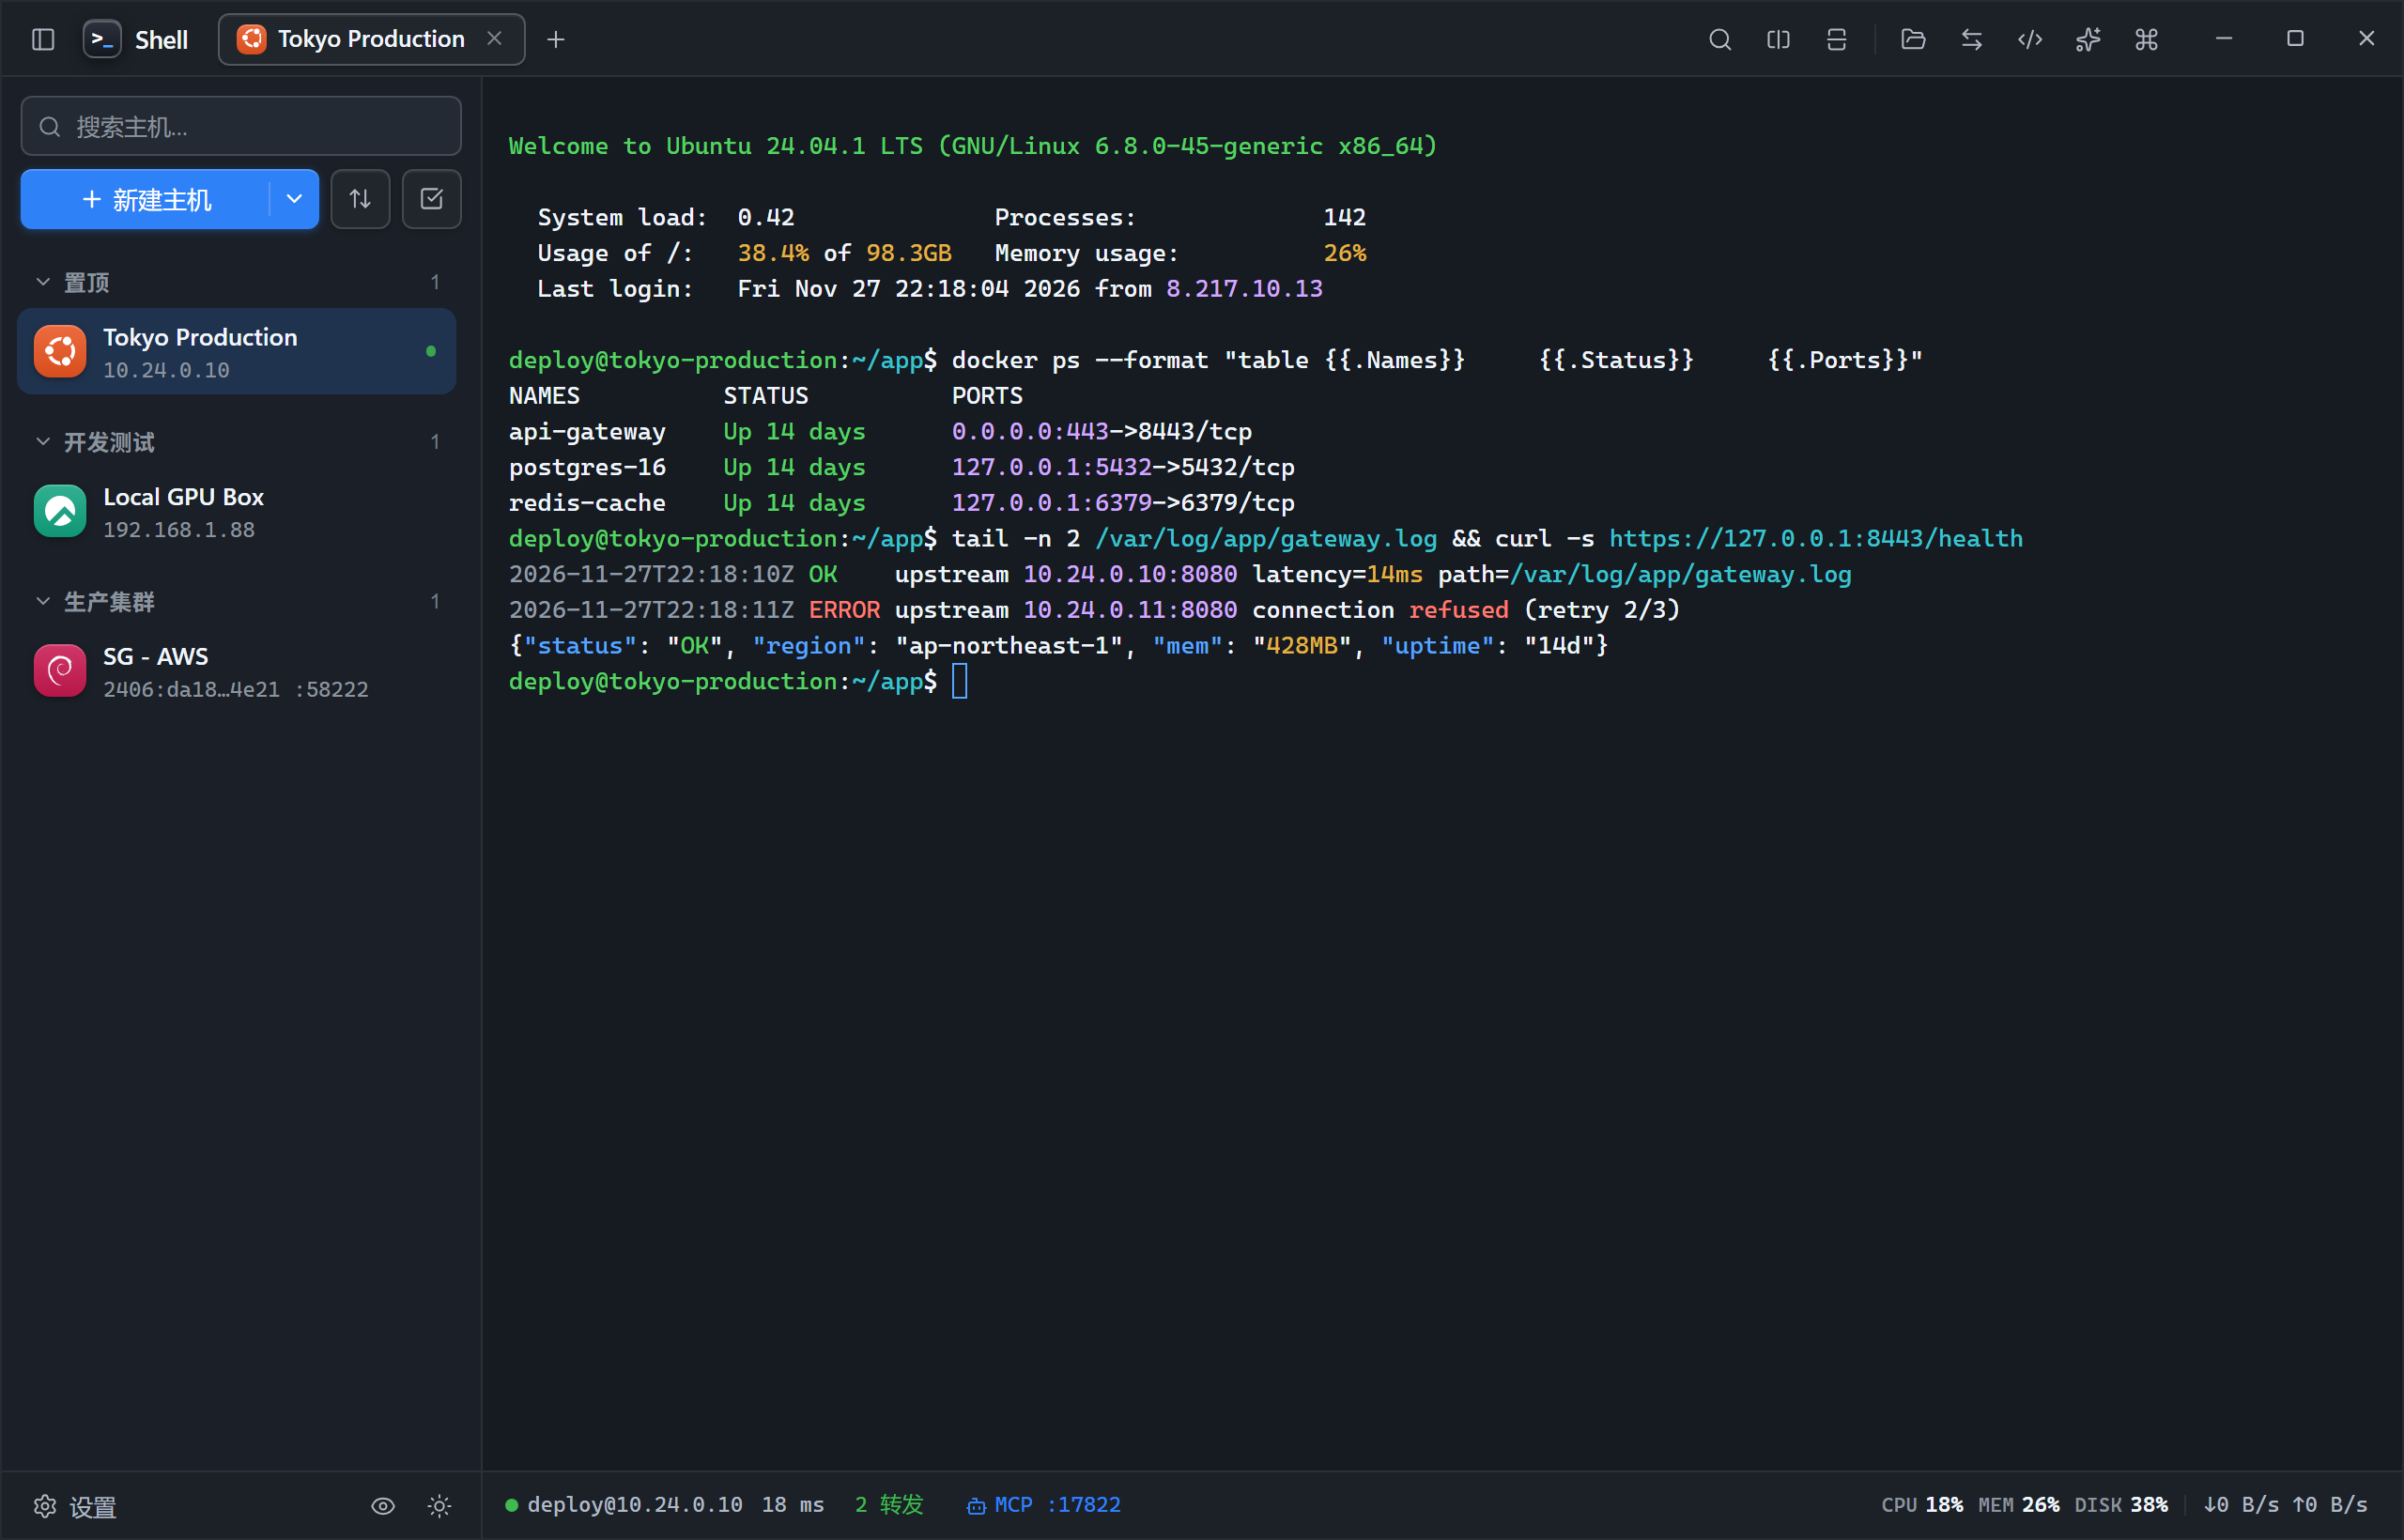 >_ Shell Tokyo Production
搜索主机...
新建主机
置顶 1
Tokyo Production
10.24.0.10
开发测试 1
Local GPU Box
192.168.1.88
生产集群 1
SG - AWS
2406:da18…4e21 :58222
设置
Welcome to Ubuntu 24.04.1 LTS (GNU/Linux 6.8.0-45-generic x86_64)
System load: 0.42 Processes: 142
Usage of /: 38.4% of 98.3GB Memory usage: 26%
Last login: Fri Nov 27 22:18:04 2026 from 8.217.10.13
deploy@tokyo-production:~/app$ docker ps --format "table {{.Names}} {{.Status}} {{.Ports}}"
NAMES STATUS PORTS
api-gateway Up 14 days 0.0.0.0:443->8443/tcp
postgres-16 Up 14 days 127.0.0.1:5432->5432/tcp
redis-cache Up 14 days 127.0.0.1:6379->6379/tcp
deploy@tokyo-production:~/app$ tail -n 2 /var/log/app/gateway.log && curl -s https://127.0.0.1:8443/health
2026-11-27T22:18:10Z OK upstream 10.24.0.10:8080 latency=14ms path=/var/log/app/gateway.log
2026-11-27T22:18:11Z ERROR upstream 10.24.0.11:8080 connection refused (retry 2/3)
{"status": "OK", "region": "ap-northeast-1", "mem": "428MB", "uptime": "14d"}
deploy@tokyo-production:~/app$
deploy@10.24.0.10 18 ms 2 转发 MCP :17822 CPU 18% MEM 26% DISK 38% ↓0 B/s ↑0 B/s